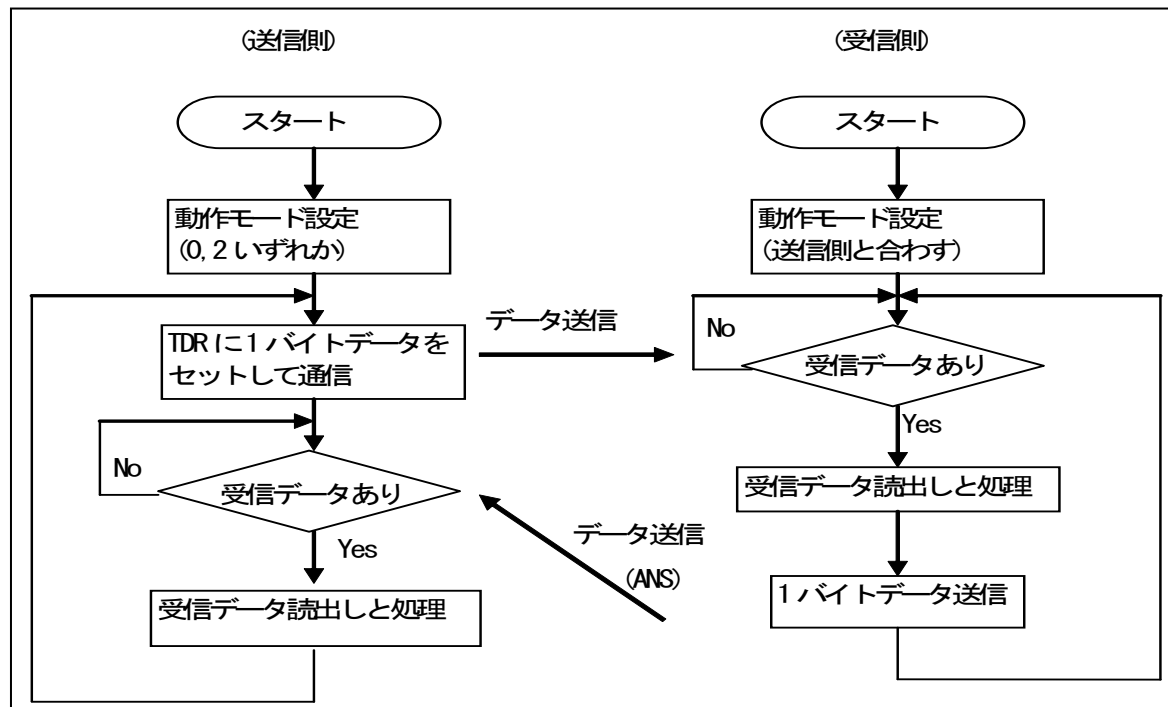 (送信側)
スタート
動作モード設定
(0, 2 いずれか)
TDR に 1 バイトデータを
セットして通信
No
受信データあり
Yes
受信データ読出しと処理
データ送信
データ送信
(ANS)
(受信側)
スタート
動作モード設定
(送信側と合わす)
No
受信データあり
Yes
受信データ読出しと処理
1 バイトデータ送信